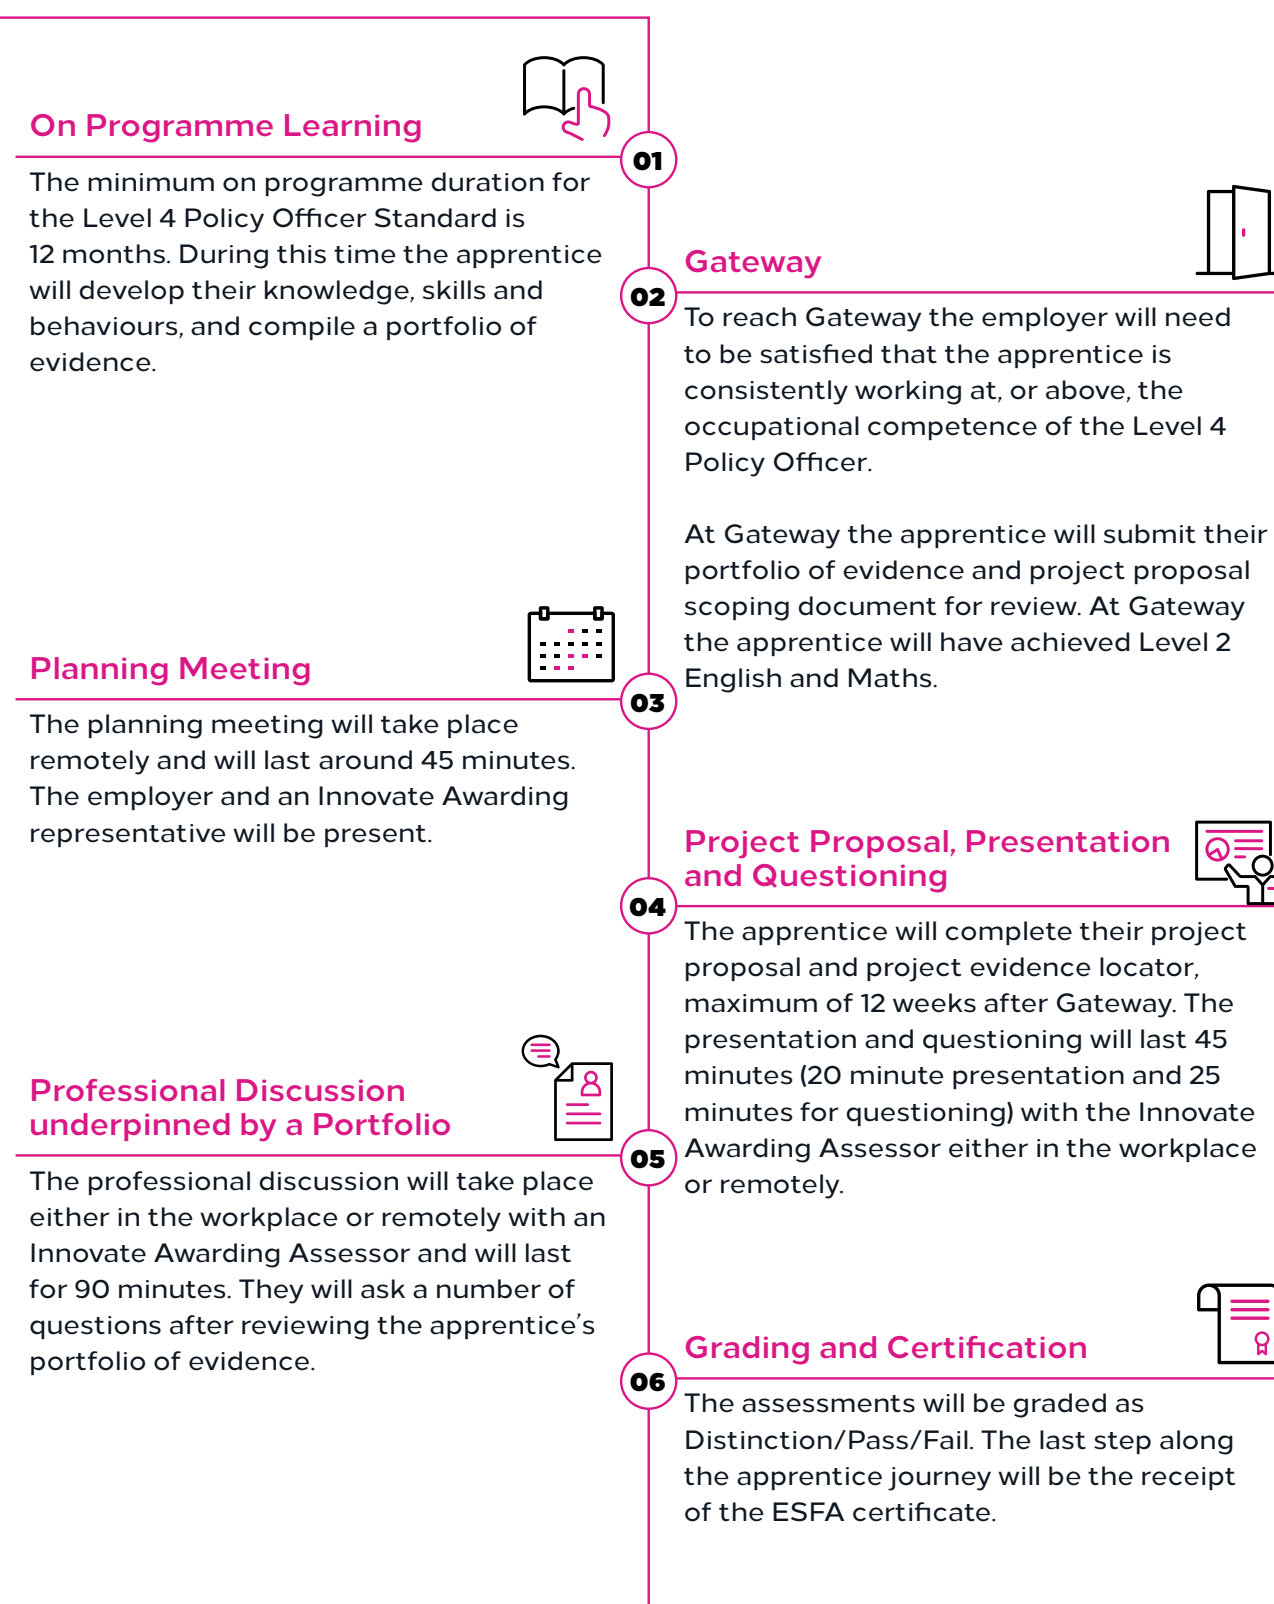 On Programme Learning
01
The minimum on programme duration for
the Level 4 Policy Officer Standard is
12 months. During this time the apprentice
will develop their knowledge, skills and
behaviours, and compile a portfolio of
evidence.
Gateway
02
To reach Gateway the employer will need
to be satisfied that the apprentice is
consistently working at, or above, the
occupational competence of the Level 4
Policy Officer.
At Gateway the apprentice will submit their
portfolio of evidence and project proposal
scoping document for review. At Gateway
the apprentice will have achieved Level 2
English and Maths.
Planning Meeting
03
The planning meeting will take place
remotely and will last around 45 minutes.
The employer and an Innovate Awarding
representative will be present.
Project Proposal, Presentation
and Questioning
04
The apprentice will complete their project
proposal and project evidence locator,
maximum of 12 weeks after Gateway. The
presentation and questioning will last 45
minutes (20 minute presentation and 25
minutes for questioning) with the Innovate
Awarding Assessor either in the workplace
or remotely.
Professional Discussion
underpinned by a Portfolio
05
The professional discussion will take place
either in the workplace or remotely with an
Innovate Awarding Assessor and will last
for 90 minutes. They will ask a number of
questions after reviewing the apprentice's
portfolio of evidence.
Grading and Certification
06
The assessments will be graded as
Distinction/Pass/Fail. The last step along
the apprentice journey will be the receipt
of the ESFA certificate.